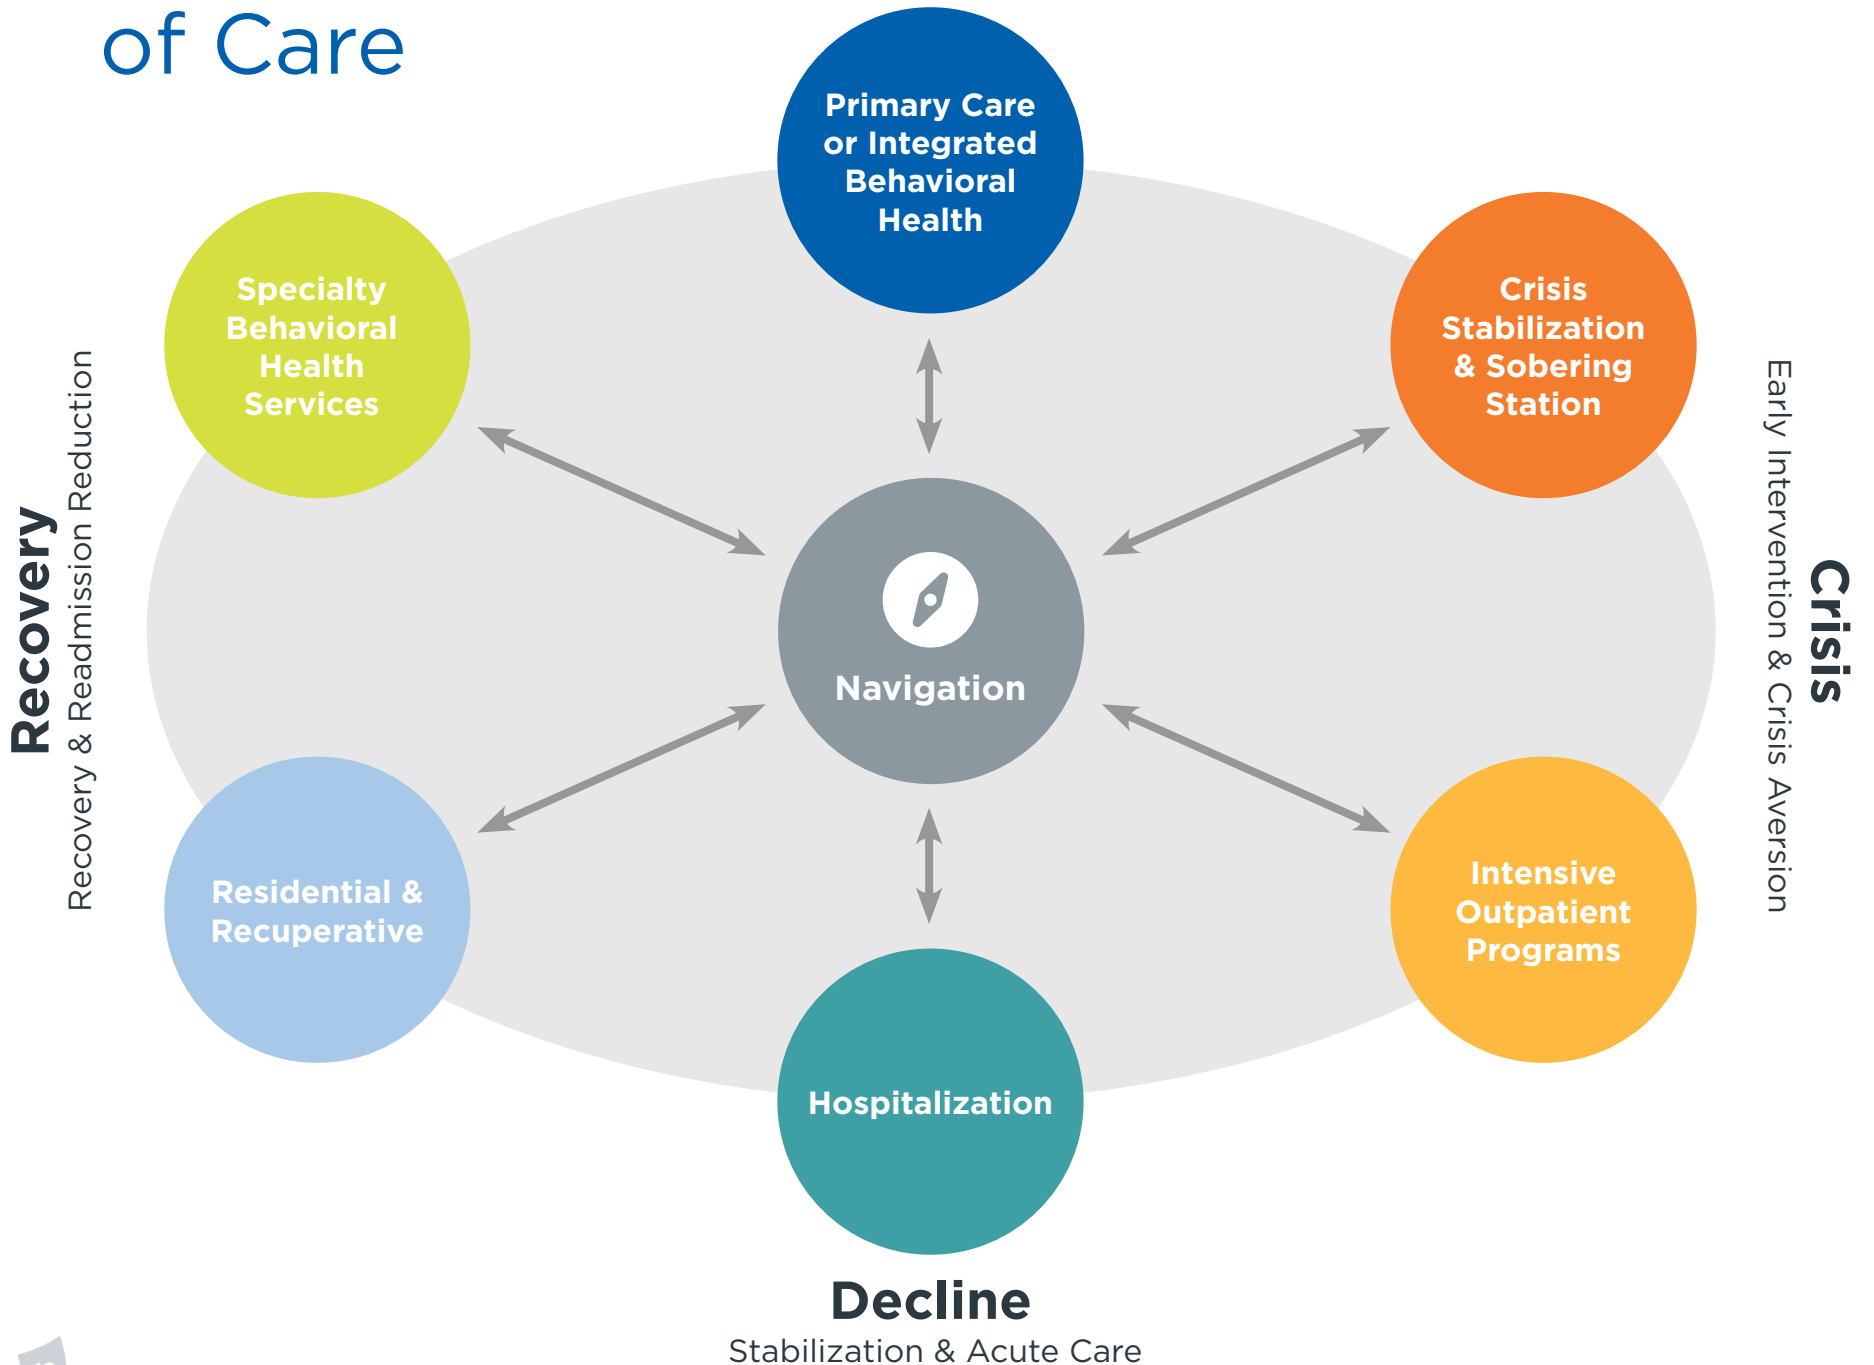 of Care
Primary Care
or Integrated
Behavioral
Health
Specialty
Behavioral
Health
Services
Crisis
Stabilization
& Sobering
Station
Recovery
Recovery & Readmission Reduction
Navigation
Early Intervention & Crisis Aversion
Crisis
Residential &
Recuperative
Intensive
Outpatient
Programs
Hospitalization
Decline
Stabilization & Acute Care